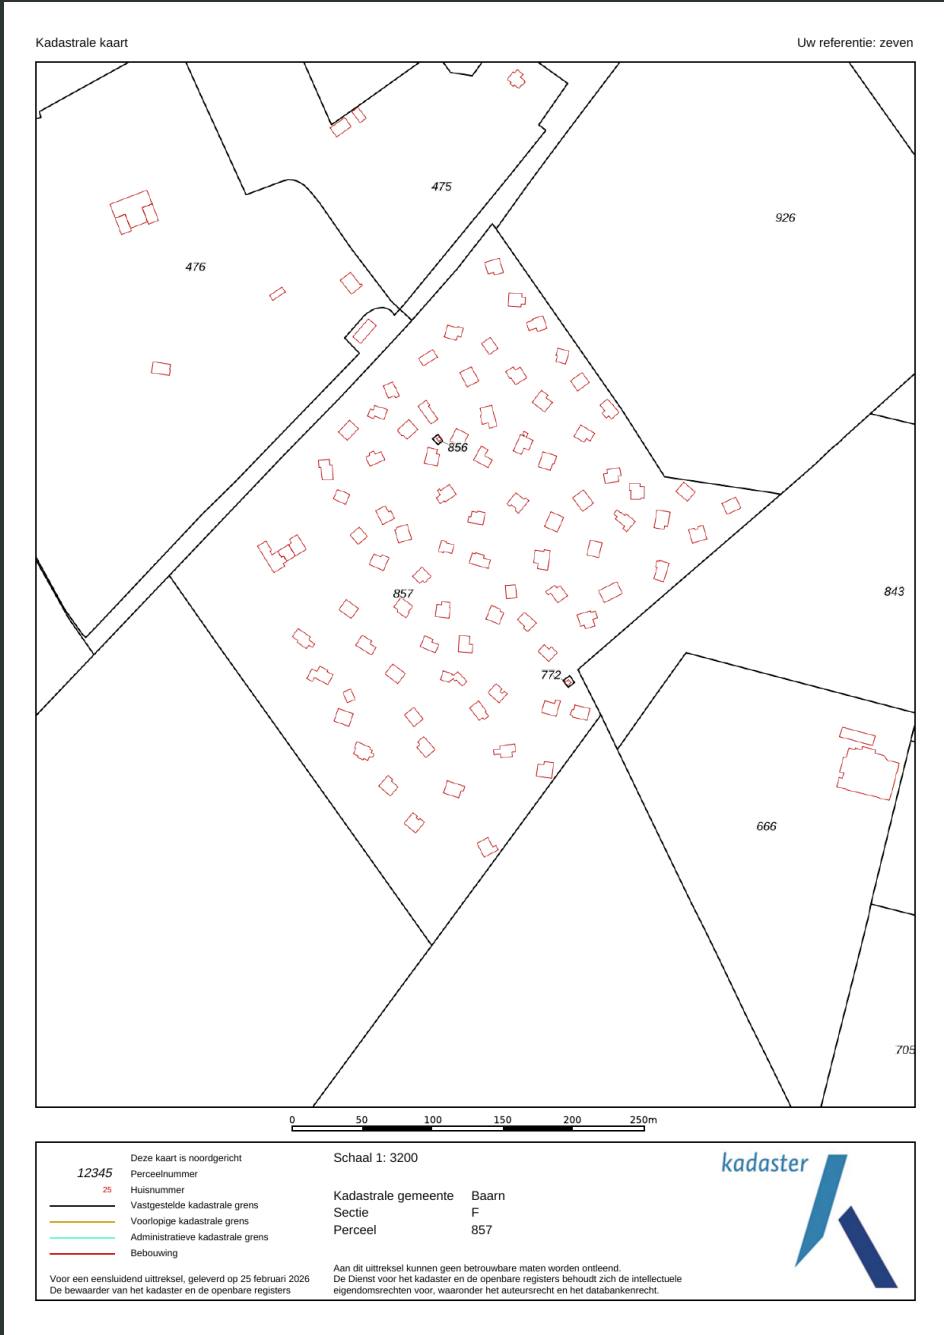 Kadastrale kaart
Uw referentie: zeven
475
926
476
856
857
843
772
666
705
0 50 100 150 200 250m
Deze kaart is noordgericht
12345 Perceelnummer
25 Huisnummer
Vastgestelde kadastrale grens
Voorlopige kadastrale grens
Administratieve kadastrale grens
Bebouwing
Voor een eensluidend uittreksel, geleverd op 25 februari 2026
De bewaarder van het kadaster en de openbare registers
Schaal 1: 3200
Kadastrale gemeente Baarn
Sectie F
Perceel 857
Aan dit uittreksel kunnen geen betrouwbare maten worden ontleend.
De Dienst voor het kadaster en de openbare registers behoudt zich de intellectuele
eigendomsrechten voor, waaronder het auteursrecht en het databankenrecht.
kadaster